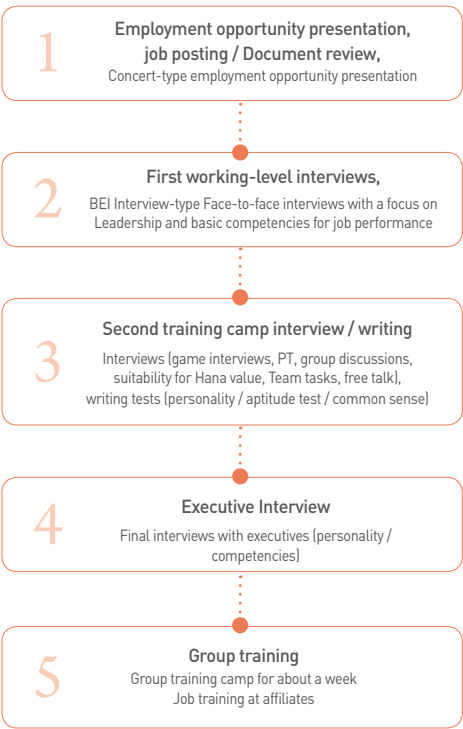 1
Employment opportunity presentation,
job posting / Document review,
Concert-type employment opportunity presentation
2
First working-level interviews,
BEI Interview-type Face-to-face interviews with a focus on
Leadership and basic competencies for job performance
3
Second training camp interview / writing
Interviews (game interviews, PT, group discussions,
suitability for Hana value, Team tasks, free talk),
writing tests (personality / aptitude test / common sense)
4
Executive Interview
Final interviews with executives (personality /
competencies)
5
Group training
Group training camp for about a week
Job training at affiliates